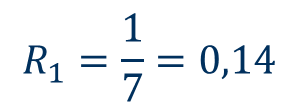 R₁ = 1/7 = 0,14